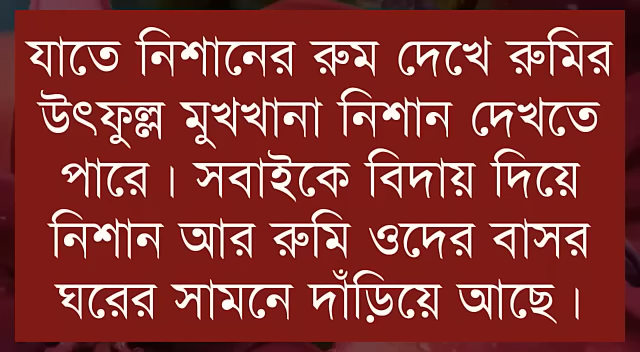 যাতে নিশানের রুম দেখে রুমির
উৎফুল্ল মুখখানা নিশান দেখতে
পারে। সবাইকে বিদায় দিয়ে
নিশান আর রুমি ওদের বাসর
ঘরের সামনে দাঁড়িয়ে আছে।